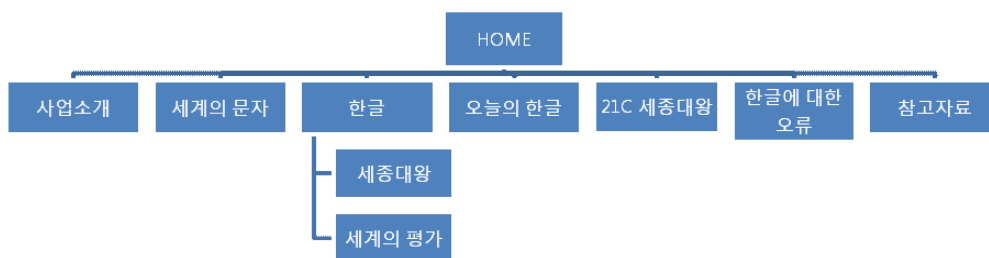 HOME
사업소개
세계의 문자
한글
오늘의 한글
21C 세종대왕
한글에 대한
오류
참고자료
세종대왕
세계의 평가